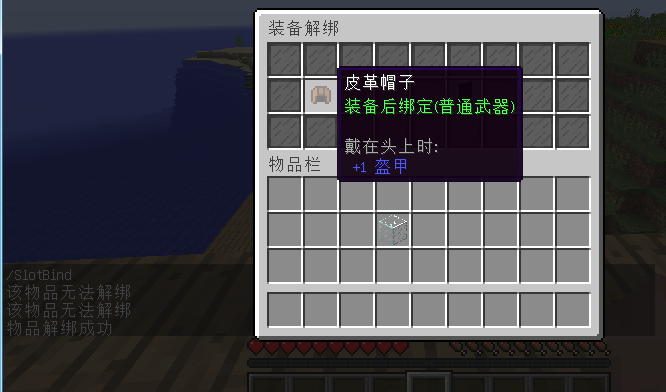 装备解绑
皮革帽子
装备后绑定(普通武器)
戴在头上时:
+1 盔甲
物品栏
/SlotBind
该物品无法解绑
该物品无法解绑
物品解绑成功